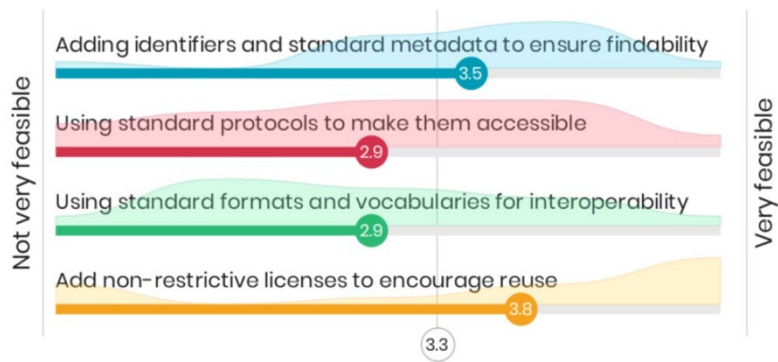 Not very feasible
Adding identifiers and standard metadata to ensure findability
3.5
Using standard protocols to make them accessible
2.9
Using standard formats and vocabularies for interoperability
2.9
Add non-restrictive licenses to encourage reuse
3.8
3.3
Very feasible